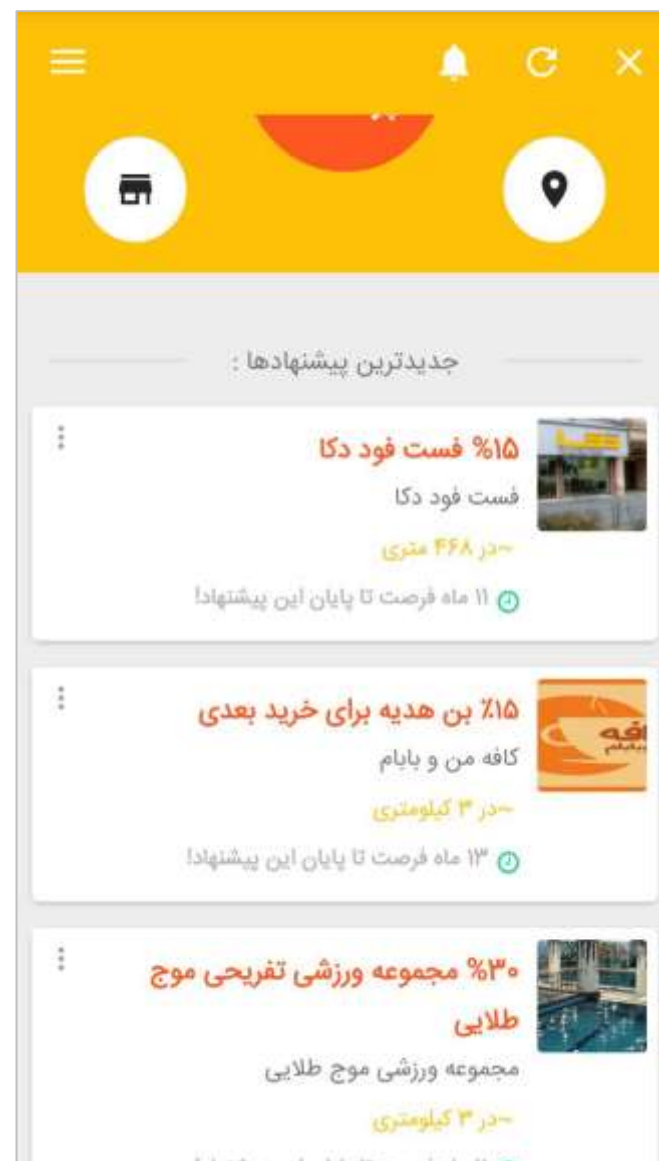 جدیدترین پیشنهادها :
%۱۵ فست فود دکا
فست فود دکا
~در ۴۶۸ متری
۱۱ ماه فرصت تا پایان این پیشنهاد!
٪۱۵ بن هدیه برای خرید بعدی
کافه من و بابام
~در ۳ کیلومتری
۱۳ ماه فرصت تا پایان این پیشنهاد!
%۳۰ مجموعه ورزشی تفریحی موج
طلایی
مجموعه ورزشی موج طلایی
~در ۳ کیلومتری